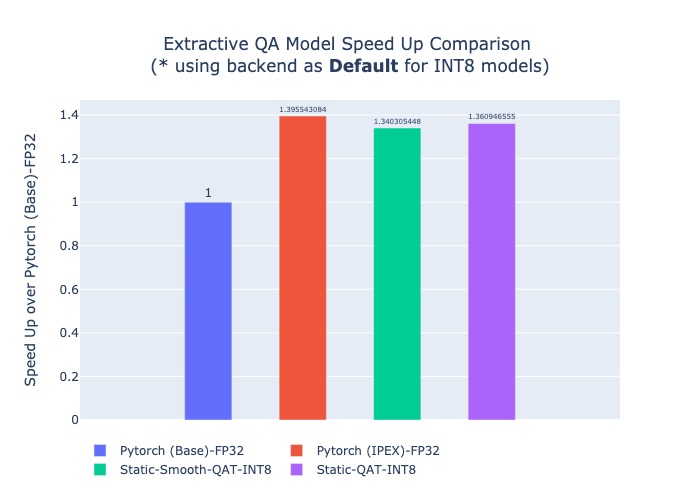 Extractive QA Model Speed Up Comparison
(* using backend as Default for INT8 models)
Speed Up over Pytorch (Base)-FP32
1.4
1.2
1
0.8
0.6
0.4
0.2
0
1
1.395543084
1.340305448
1.360946555
Pytorch (Base)-FP32
Pytorch (IPEX)-FP32
Static-Smooth-QAT-INT8
Static-QAT-INT8